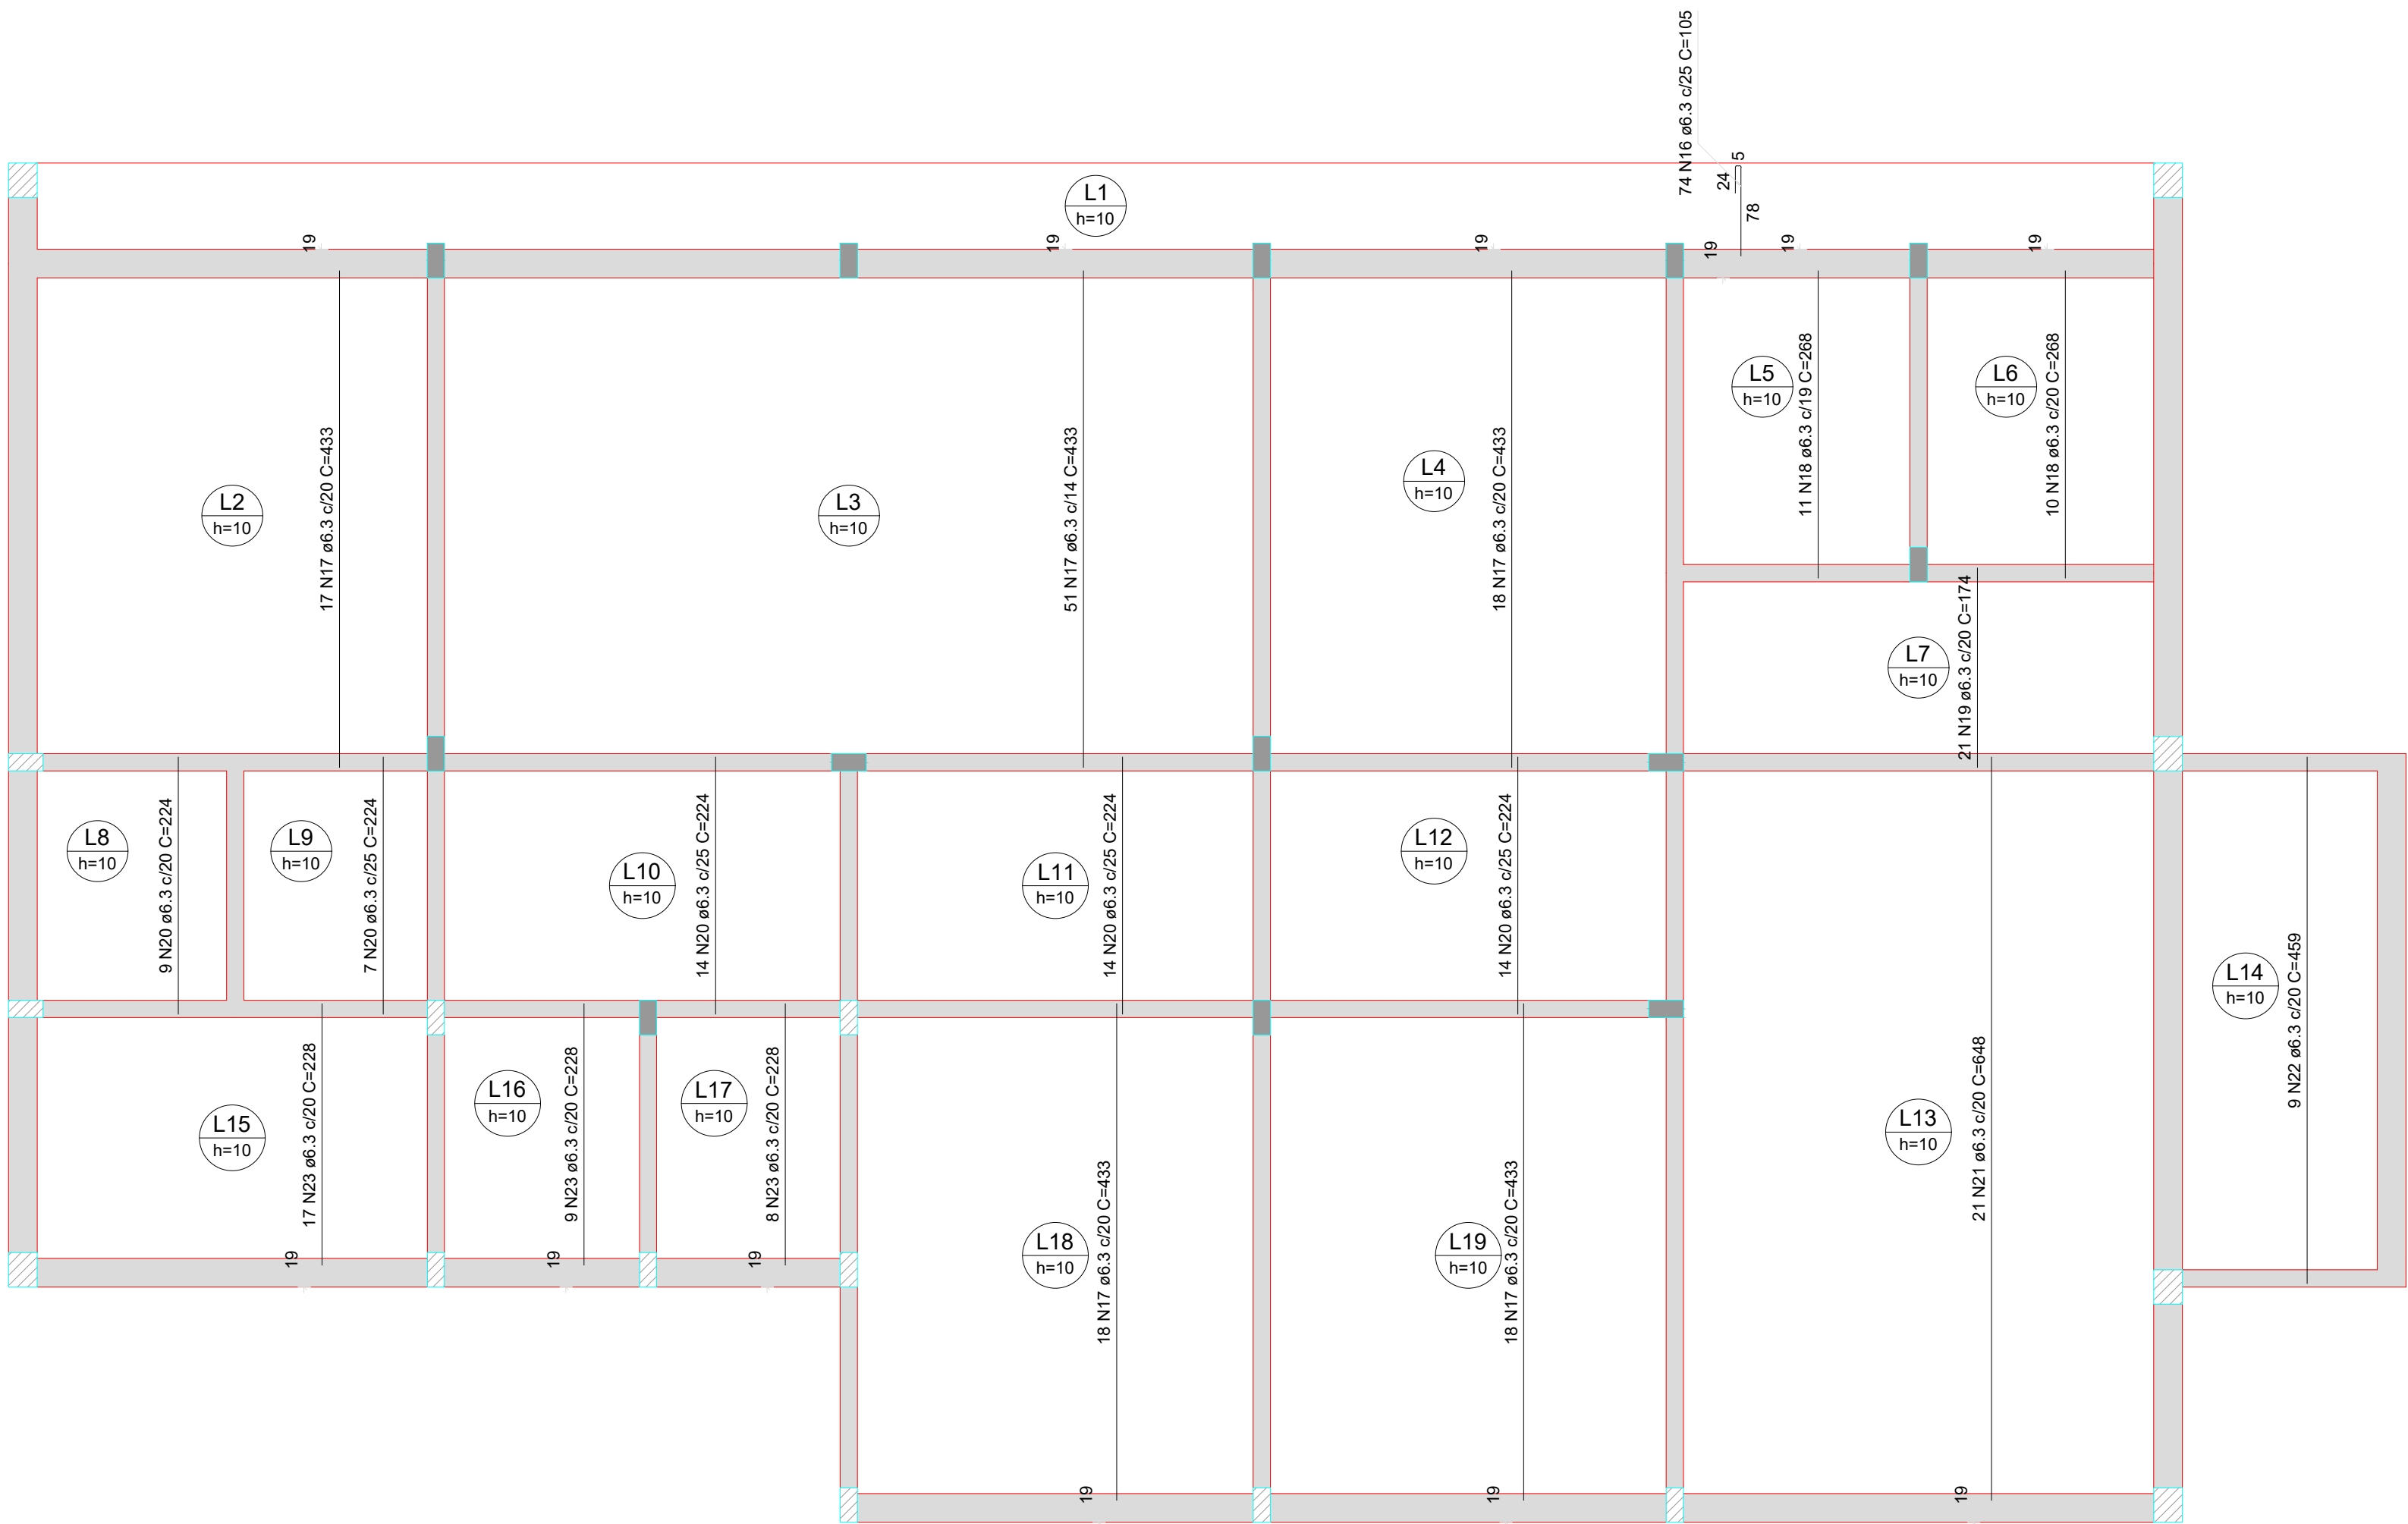 74 N16 ø6.3 c/25 C=105
5
24
78
L1
h=10
19
19
19
19
19
19
L2
h=10
17 N17 ø6.3 c/20 C=433
L3
h=10
51 N17 ø6.3 c/14 C=433
L4
h=10
18 N17 ø6.3 c/20 C=433
L5
h=10
11 N18 ø6.3 c/19 C=268
L6
h=10
10 N18 ø6.3 c/20 C=268
L7
h=10
21 N19 ø6.3 c/20 C=174
L8
h=10
9 N20 ø6.3 c/20 C=224
L9
h=10
7 N20 ø6.3 c/25 C=224
L10
h=10
14 N20 ø6.3 c/25 C=224
L11
h=10
14 N20 ø6.3 c/25 C=224
L12
h=10
14 N20 ø6.3 c/25 C=224
L13
h=10
21 N21 ø6.3 c/20 C=648
L14
h=10
9 N22 ø6.3 c/20 C=459
L15
h=10
17 N23 ø6.3 c/20 C=228
L16
h=10
9 N23 ø6.3 c/20 C=228
L17
h=10
8 N23 ø6.3 c/20 C=228
L18
h=10
18 N17 ø6.3 c/20 C=433
L19
h=10
18 N17 ø6.3 c/20 C=433
19
19
19
19
19
19